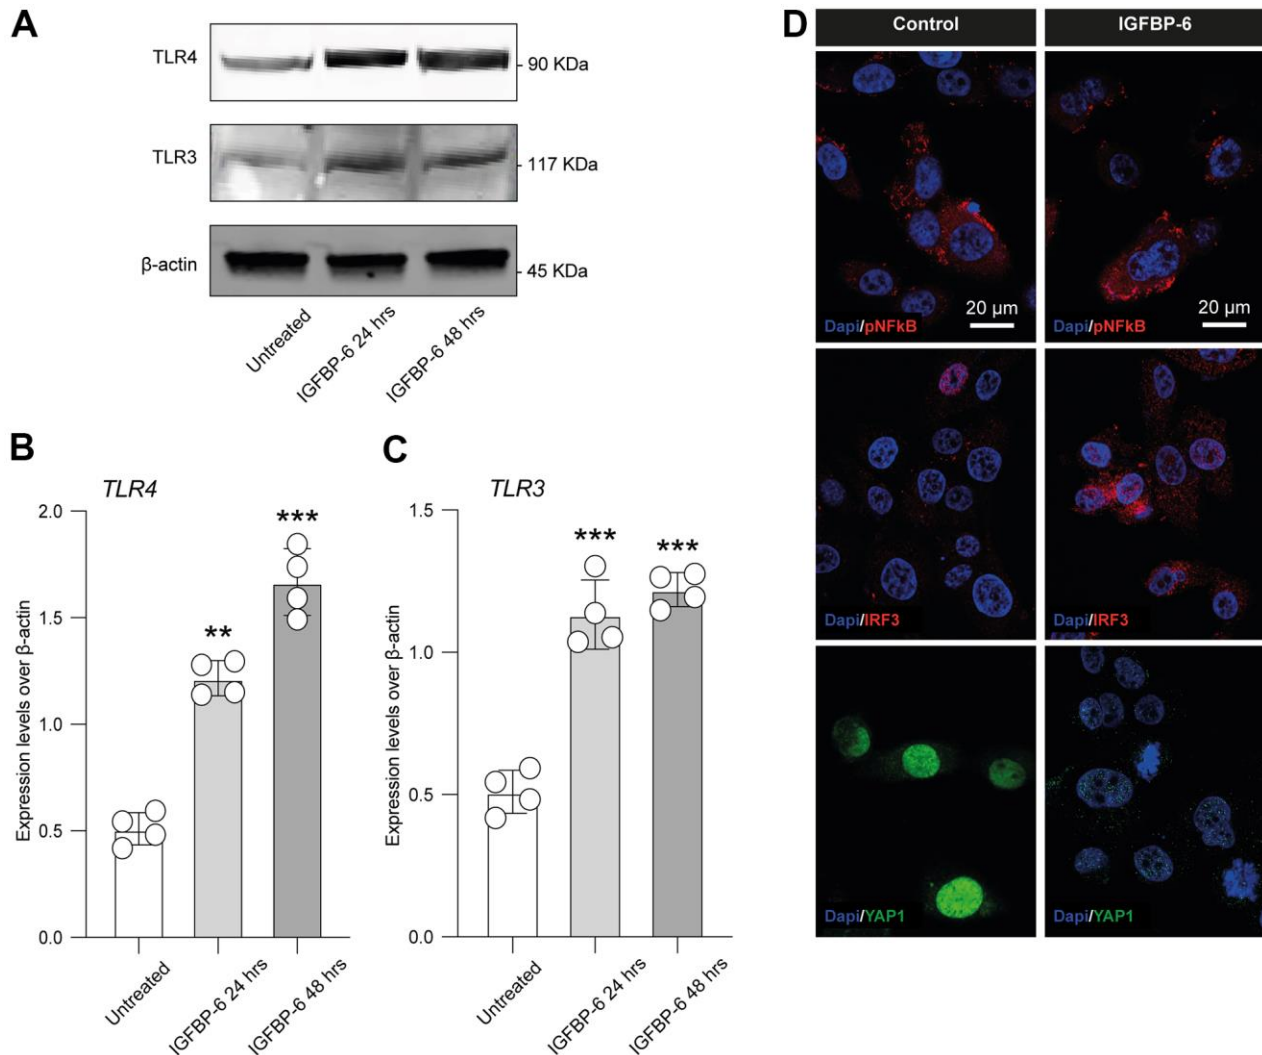 A
TLR4
90 KDa
TLR3
117 KDa
β-actin
45 KDa
Untreated
IGFBP-6 24 hrs
IGFBP-6 48 hrs
B
TLR4
Expression levels over β-actin
2.0
1.5
1.0
0.5
0.0
**
***
Untreated
IGFBP-6 24 hrs
IGFBP-6 48 hrs
C
TLR3
Expression levels over β-actin
1.5
1.0
0.5
0.0
***
***
Untreated
IGFBP-6 24 hrs
IGFBP-6 48 hrs
D
Control
IGFBP-6
Dapi/pNFkB
20 µm
Dapi/pNFkB
20 µm
Dapi/IRF3
Dapi/IRF3
Dapi/YAP1
Dapi/YAP1